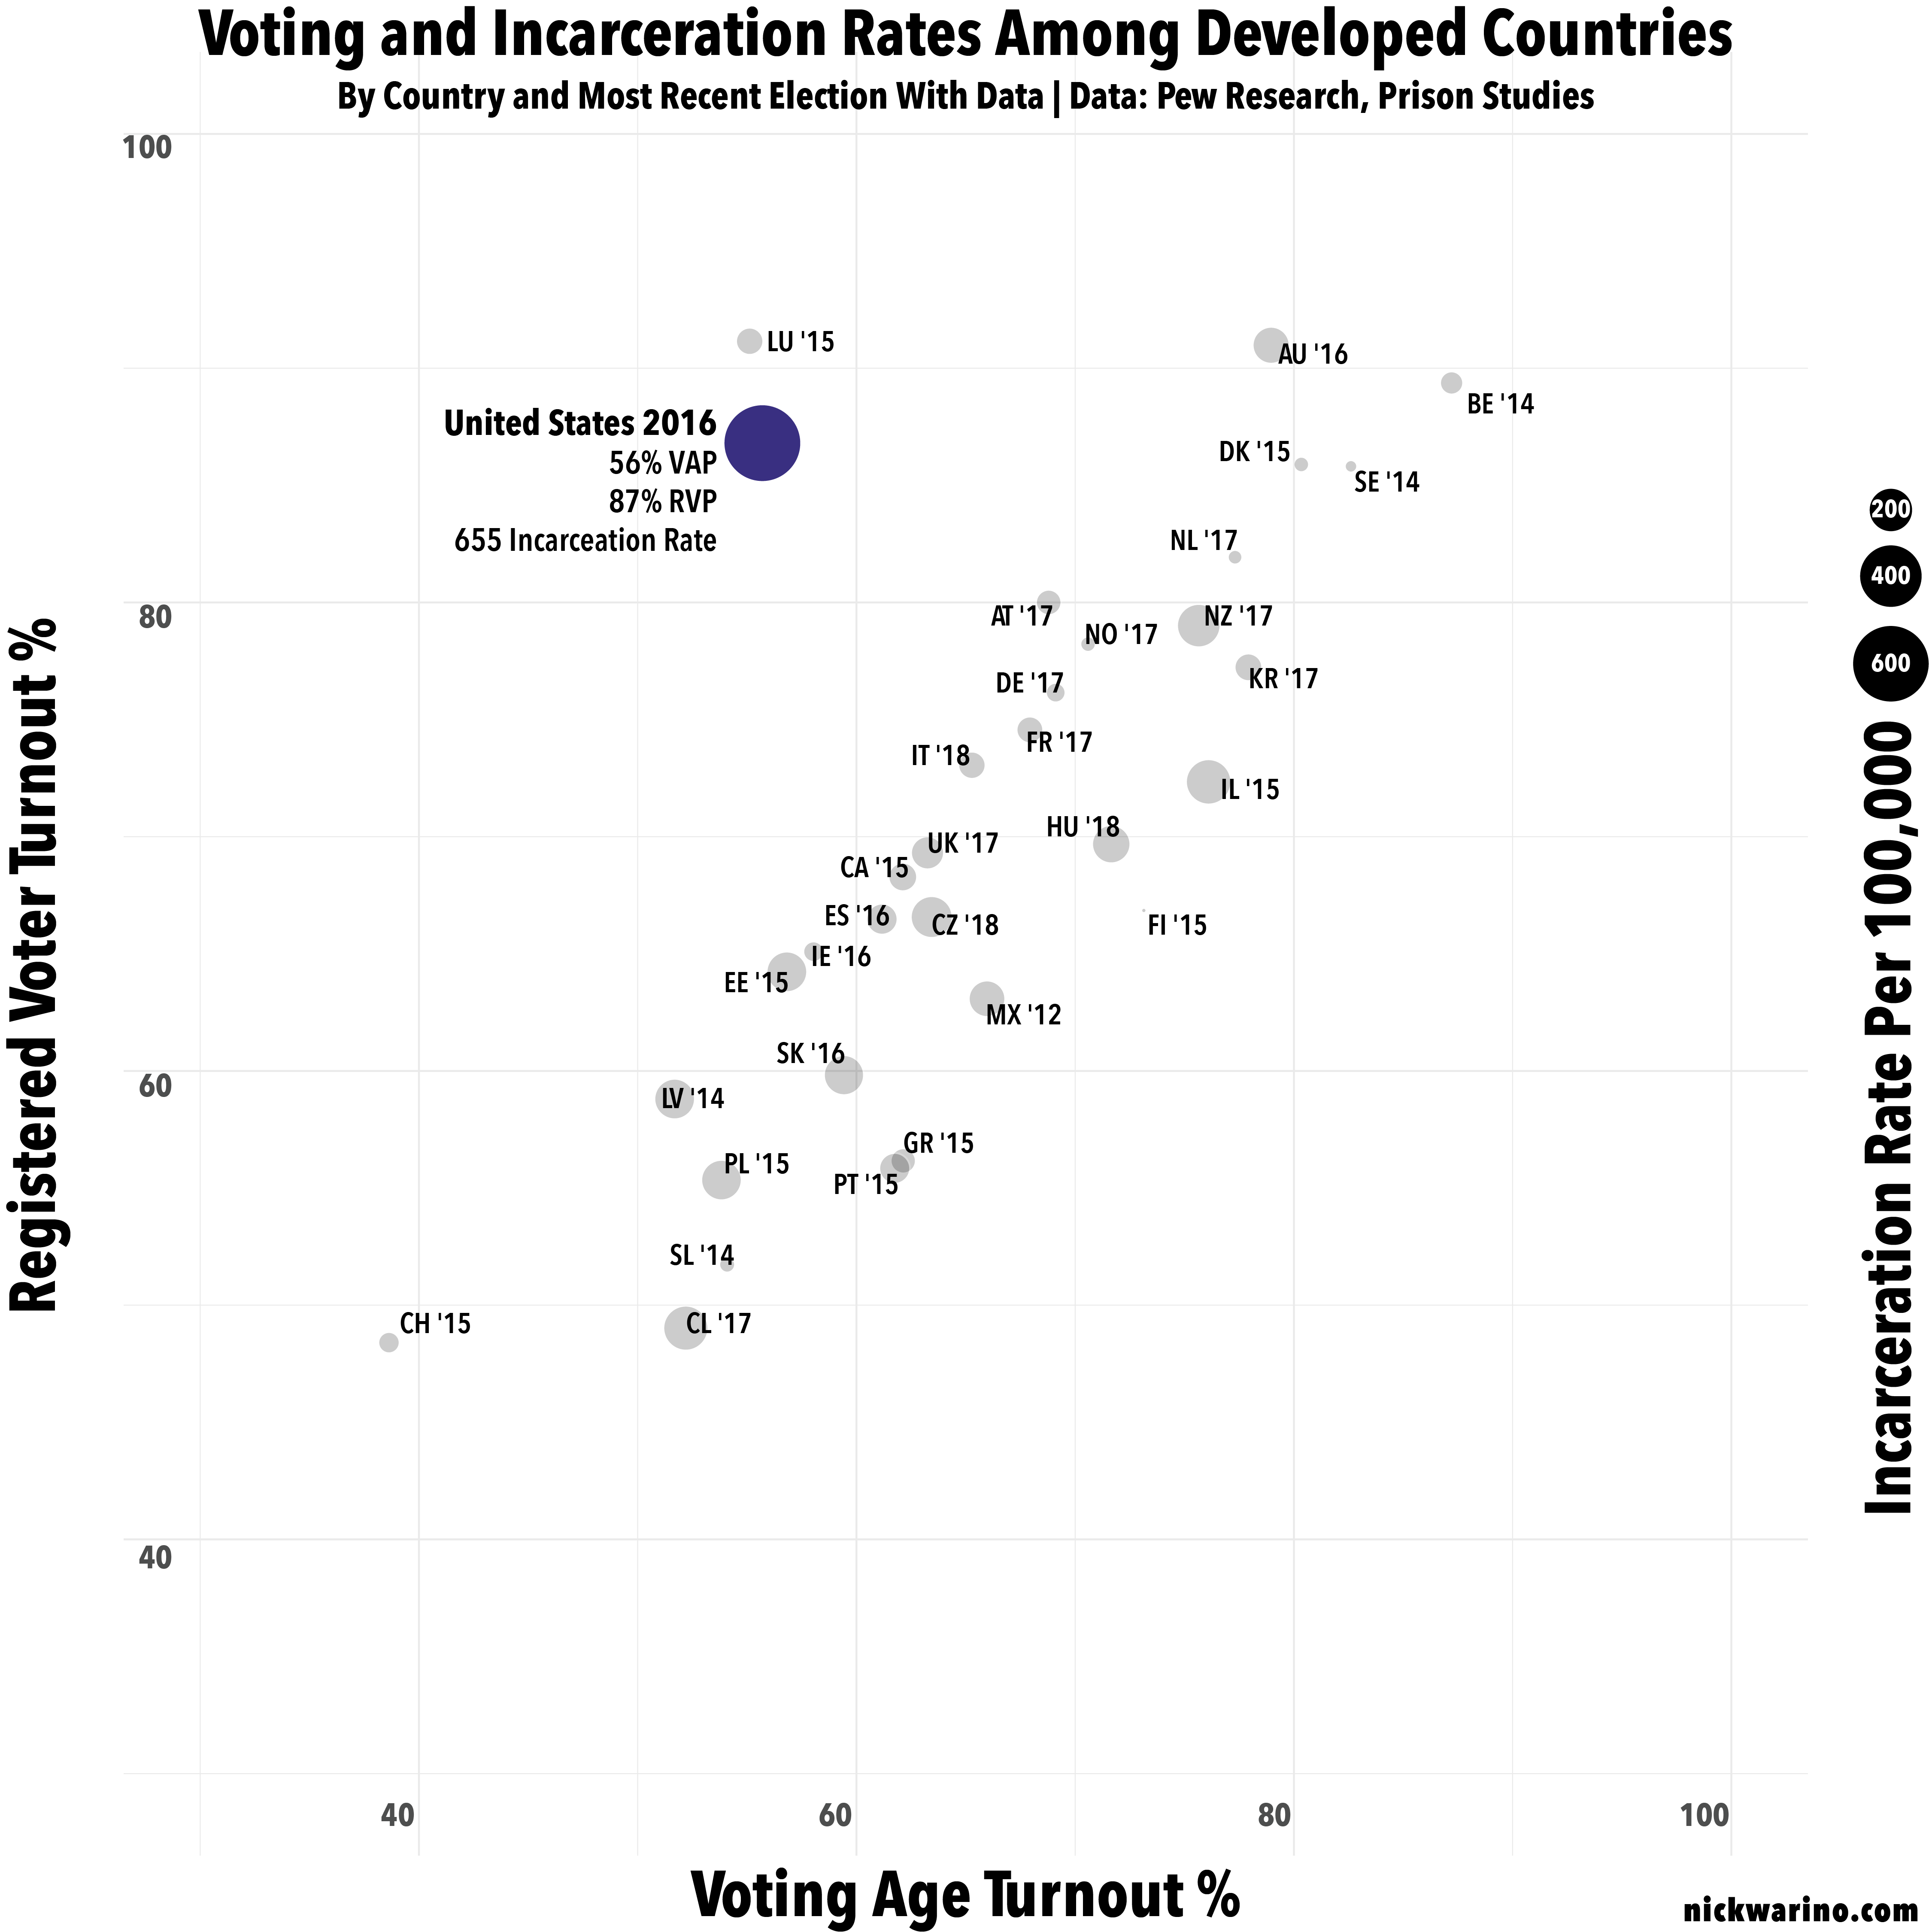 Voting and Incarceration Rates Among Developed Countries
By Country and Most Recent Election With Data | Data: Pew Research, Prison Studies
100
LU '15
AU '16
BE '14
United States 2016
56% VAP
87% RVP
655 Incarceation Rate
DK '15
SE '14
200
400
600
Incarceration Rate Per 100,000
NL '17
80
AT '17
NZ '17
NO '17
KR '17
DE '17
FR '17
IT '18
IL '15
HU '18
UK '17
CA '15
ES '16
CZ '18
FI '15
IE '16
EE '15
MX '12
SK '16
60
LV '14
GR '15
PL '15
PT '15
SL '14
CH '15
CL '17
40
Registered Voter Turnout %
40
60
80
100
Voting Age Turnout %
nickwarino.com